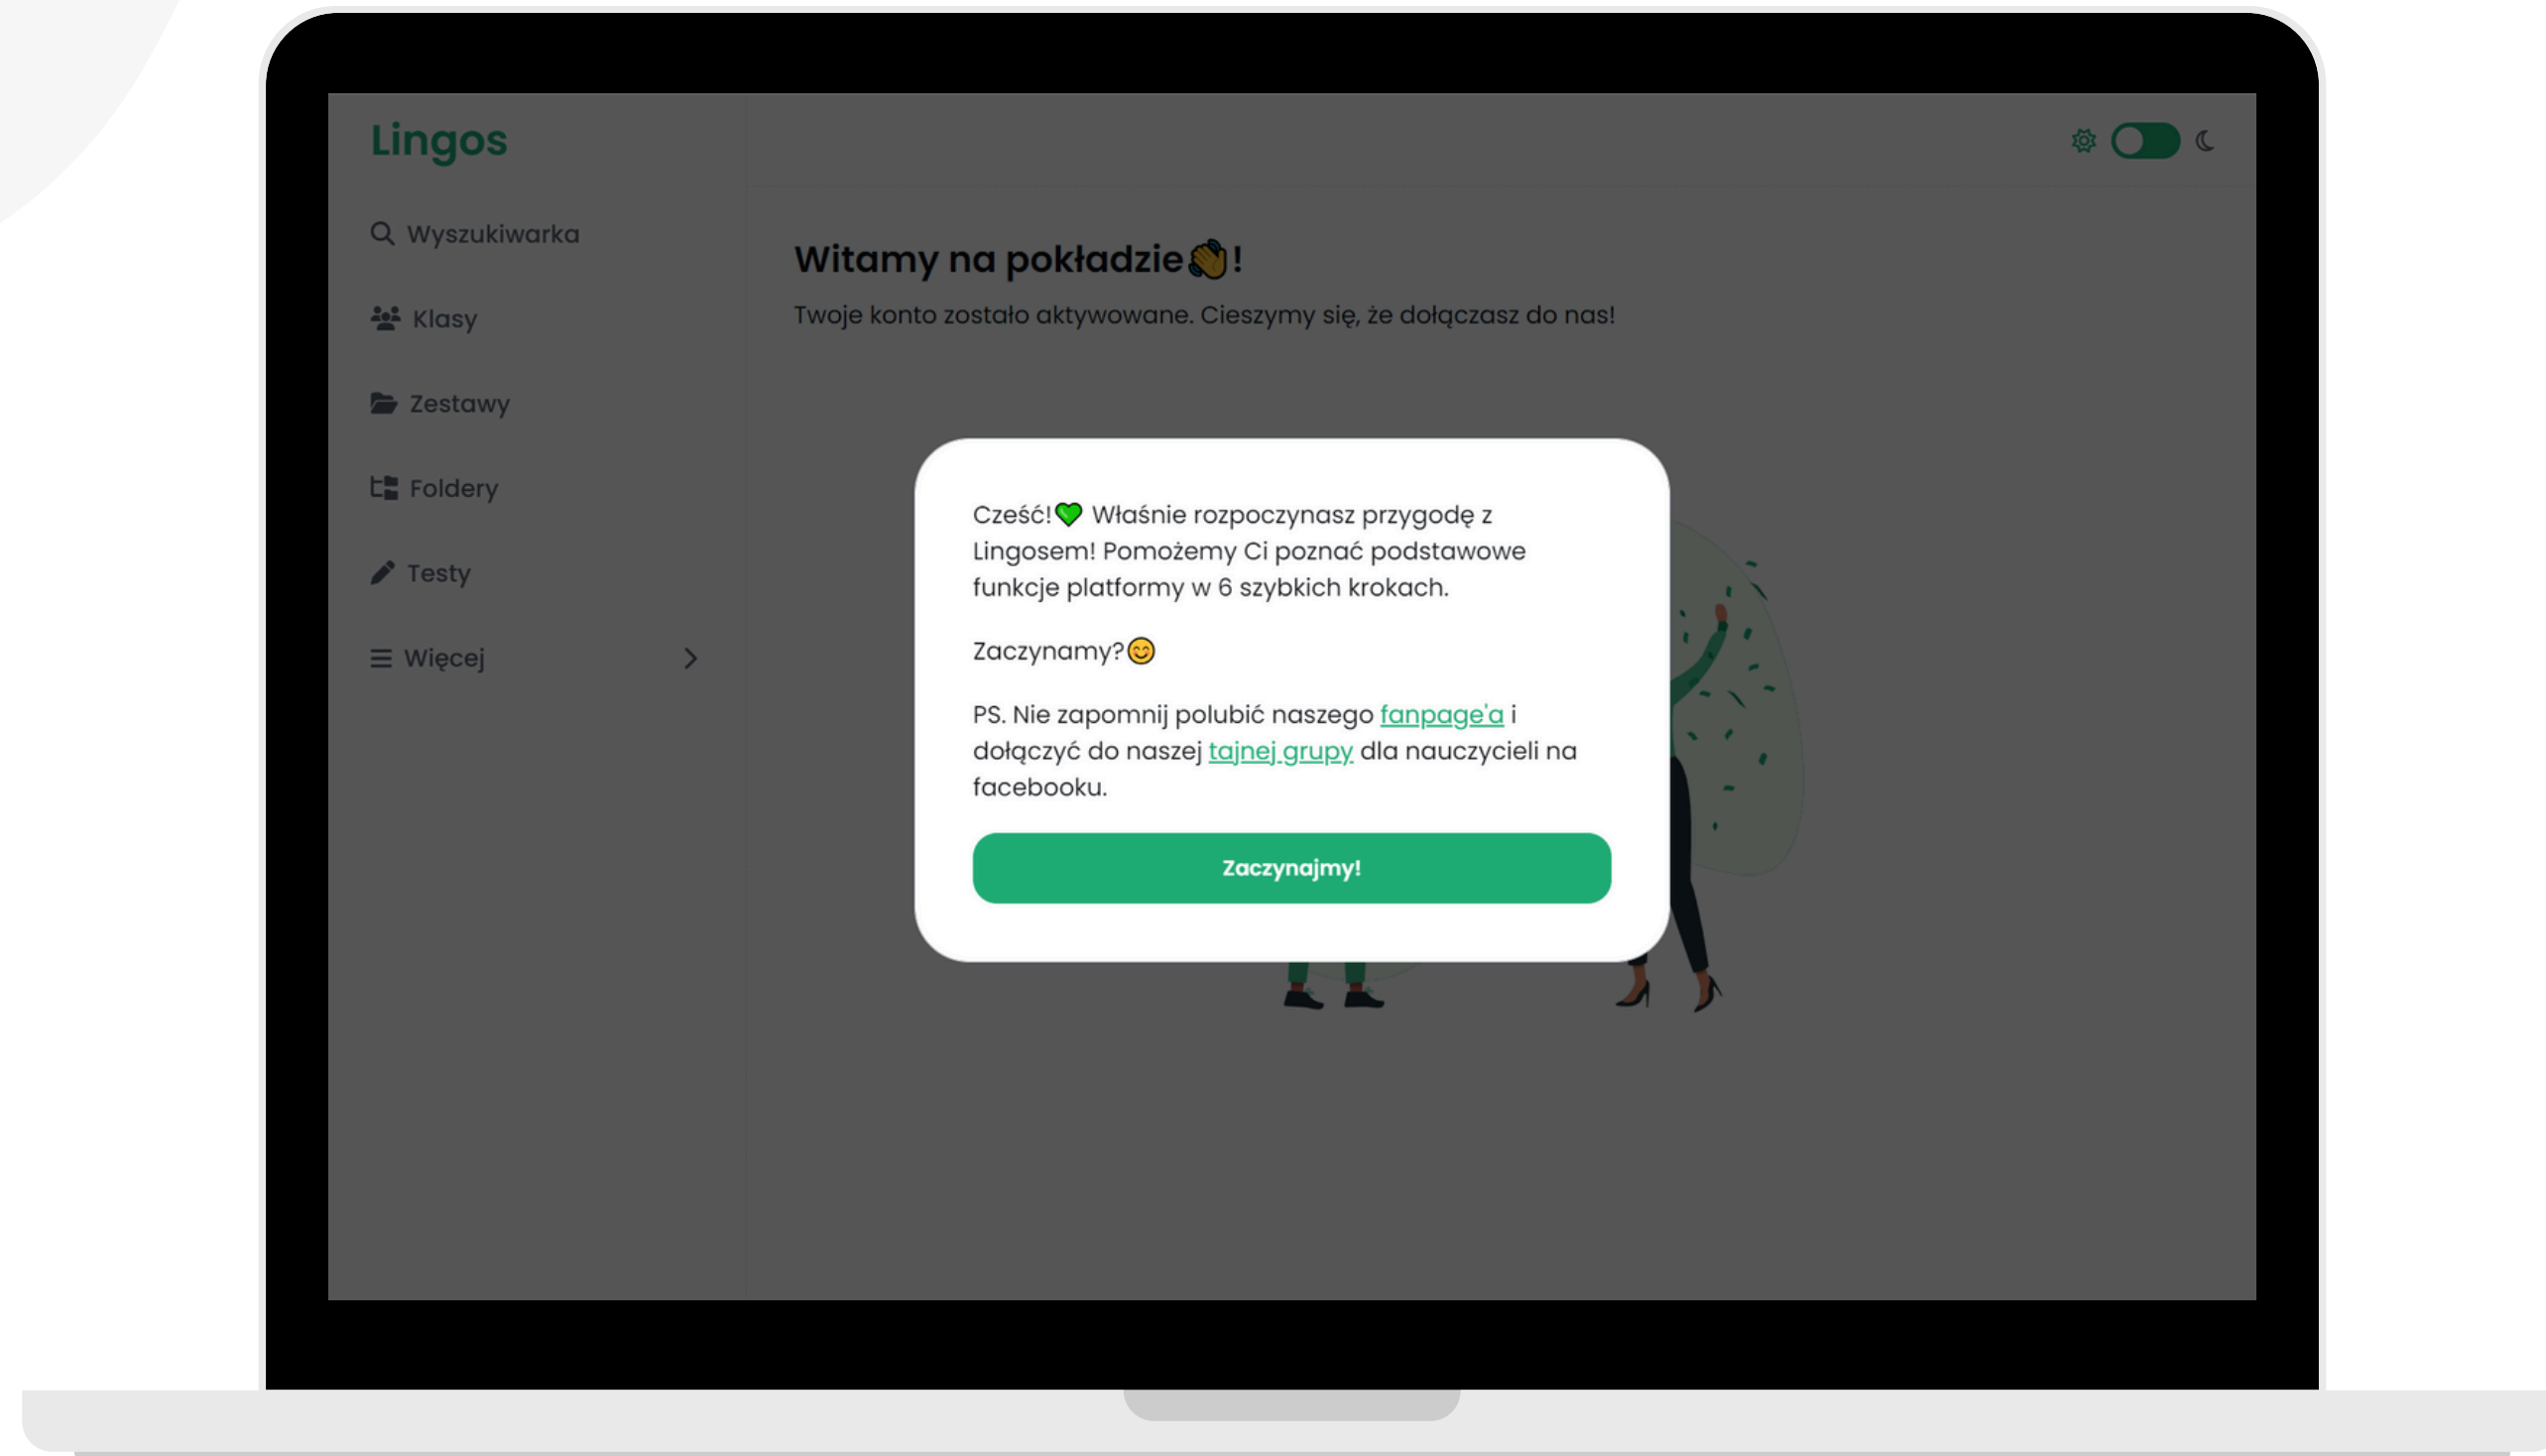 Lingos
Wyszukiwarka
Klasy
Zestawy
Foldery
Testy
Więcej
Witamy na pokładzie👋!
Twoje konto zostało aktywowane. Cieszymy się, że dołączasz do nas!
Cześć!💚 Właśnie rozpoczynasz przygodę z
Lingosem! Pomożemy Ci poznać podstawowe
funkcje platformy w 6 szybkich krokach.
Zaczynamy?😊
PS. Nie zapomnij polubić naszego fanpage'a i
dołączyć do naszej tajnej grupy dla nauczycieli na
facebooku.
Zaczynajmy!